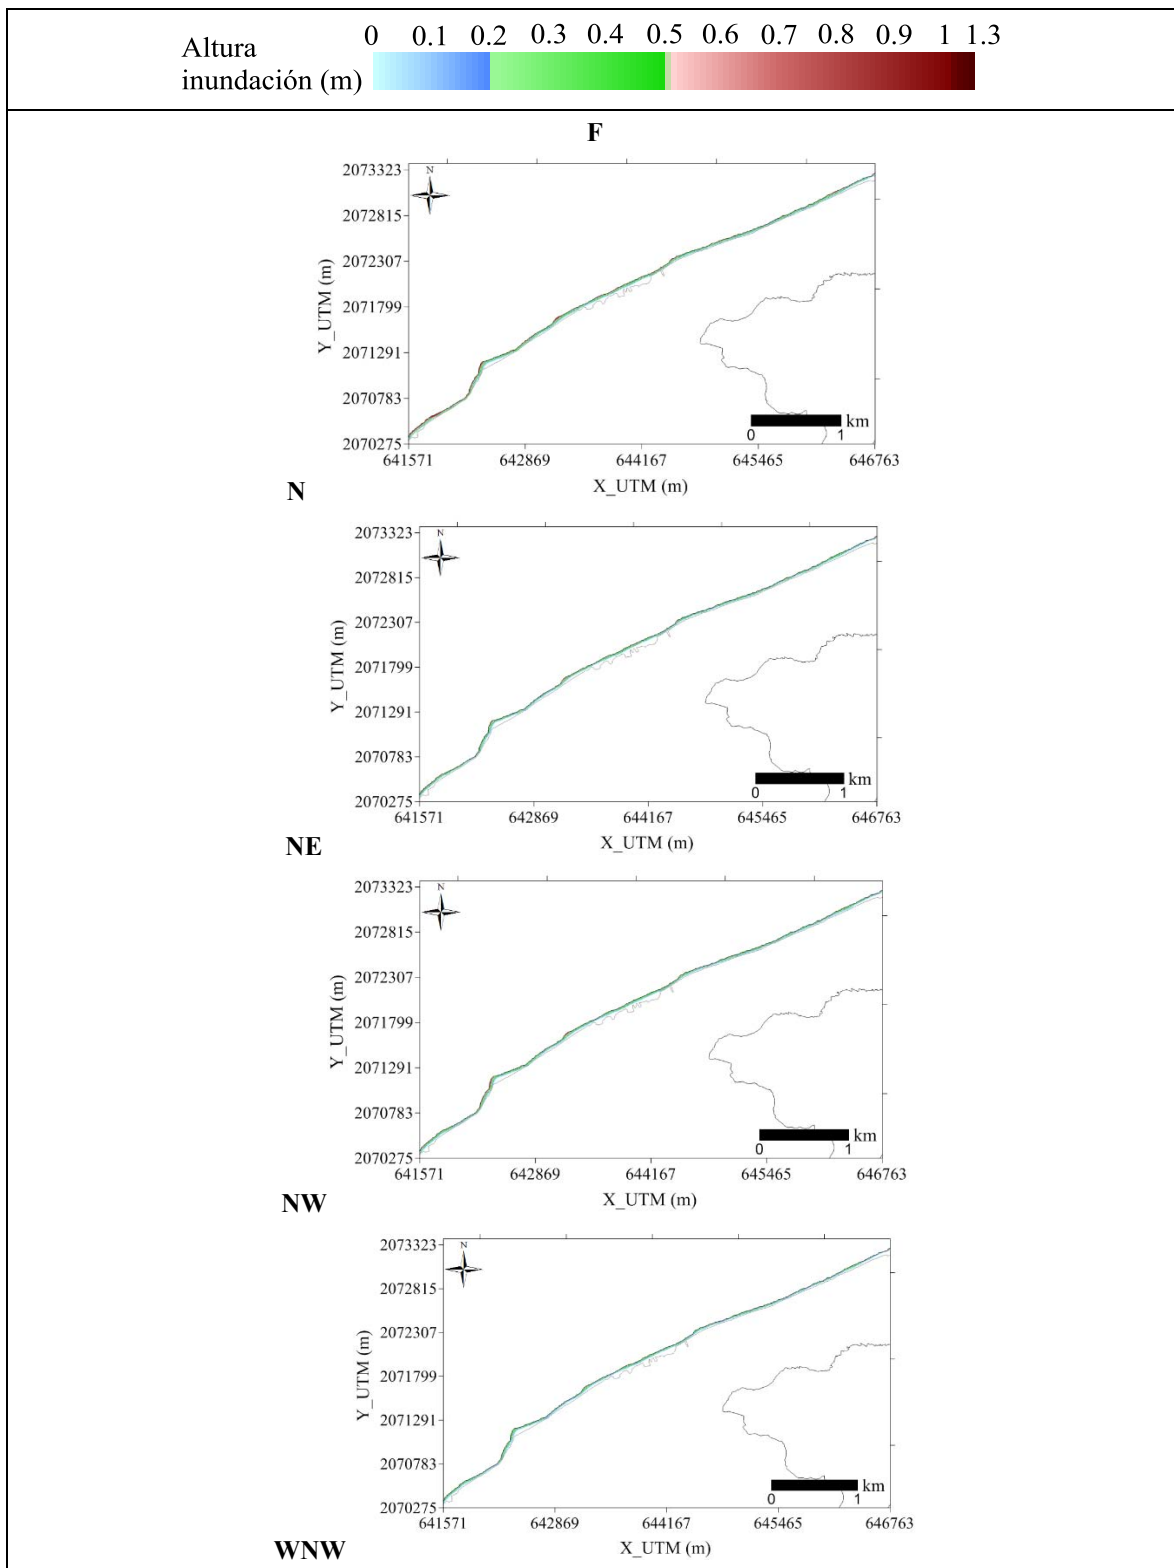 0 0.1 0.2 0.3 0.4 0.5 0.6 0.7 0.8 0.9 1 1.3
Altura
inundación (m)
F
N
2073323
2072815
2072307
2071799
2071291
2070783
2070275
Y_UTM (m)
km
0 1
641571 642869 644167 645465 646763
X_UTM (m)
N
N
2073323
2072815
2072307
2071799
2071291
2070783
2070275
Y_UTM (m)
km
0 1
641571 642869 644167 645465 646763
X_UTM (m)
NE
N
2073323
2072815
2072307
2071799
2071291
2070783
2070275
Y_UTM (m)
km
0 1
641571 642869 644167 645465 646763
X_UTM (m)
NW
N
2073323
2072815
2072307
2071799
2071291
2070783
2070275
Y_UTM (m)
km
0 1
641571 642869 644167 645465 646763
X_UTM (m)
WNW